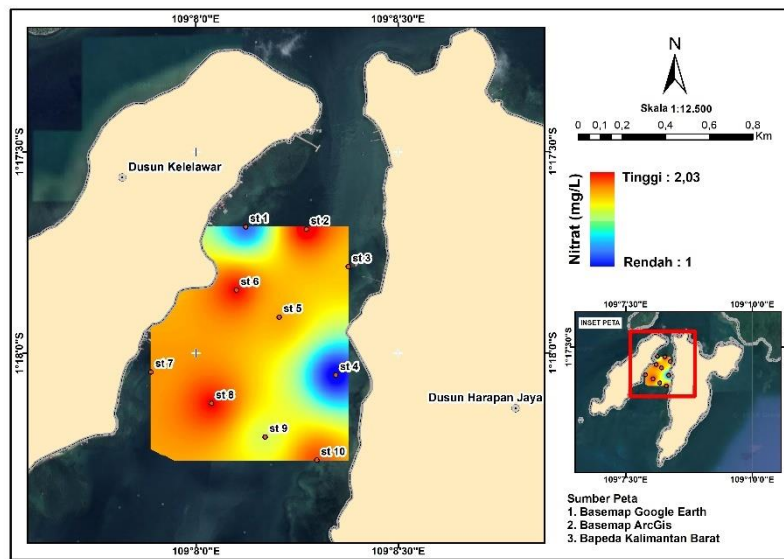 109°8'0"E
109°8'30"E
1°17'30"S
1°18'0"S
Dusun Kelelawar
Dusun Harapan Jaya
st 1
st 2
st 3
st 6
st 5
st 7
st 4
st 8
st 9
st 10
109°8'0"E
109°8'30"E
1°17'30"S
1°18'0"S
N
Skala 1:12.500
0 0,1 0,2 0,4 0,6 0,8
Km
Nitrat (mg/L)
Tinggi : 2,03
Rendah : 1
109°7'30"E
109°10'0"E
INSET PETA
1°17'30"S
1°17'30"S
109°7'30"E
109°10'0"E
Sumber Peta
1. Basemap Google Earth
2. Basemap ArcGis
3. Bapeda Kalimantan Barat